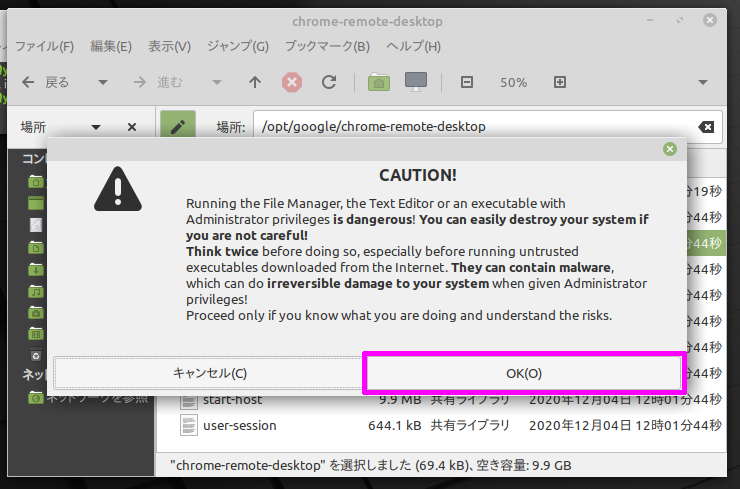 chrome-remote-desktop
ファイル(F) 編集(E) 表示(V) ジャンプ(G) ブックマーク(B) ヘルプ(H)
戻る 進む 50%
場所 場所: /opt/google/chrome-remote-desktop
CAUTION!
Running the File Manager, the Text Editor or an executable with
Administrator privileges is dangerous! You can easily destroy your system if
you are not careful!
Think twice before doing so, especially before running untrusted
executables downloaded from the Internet. They can contain malware,
which can do irreversible damage to your system when given Administrator
privileges!
Proceed only if you know what you are doing and understand the risks.
キャンセル(C) OK(O)
分19秒
分44秒
分44秒
分44秒
分44秒
分44秒
分44秒
分44秒
ネットワークを参照
start-host 9.9 MB 共有ライブラリ 2020年12月04日 12時01分44秒
user-session 644.1 kB 共有ライブラリ 2020年12月04日 12時01分44秒
"chrome-remote-desktop" を選択しました (69.4 kB)、空き容量: 9.9 GB